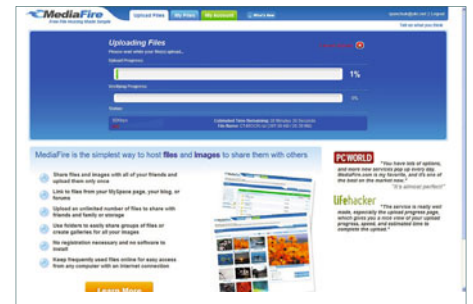 MediaFire
Free File Hosting Made Simple
Upload Files
My Files
My Account
What's New
| Logout
Tell us what you think
Uploading Files
Please wait while your file(s) upload...
Upload Progress
1%
Verifying Progress
0%
Status
Estimated Time Remaining:
File Name:
MediaFire is the simplest way to host files and images to share them with others
Share files and images with all of your friends and
upload them only once
Link to files from your MySpace page, your blog, or
forums
Upload an unlimited number of files to share with
friends and family or storage
Use folders to easily share groups of files or
create galleries for all your images
No registration necessary and no software to
install
Keep frequently used files online for easy access
from any computer with an internet connection
Learn More
PC WORLD
"You have lots of options,
and more new services pop up every day.
MediaFire.com is my favorite, and it's one of
the best on the market now."
"It's almost perfect!"
lifehacker
"The service is really well
made, especially the upload progress page,
which gives you a nice view of your upload
progress, speed, and estimated time to
complete the upload."